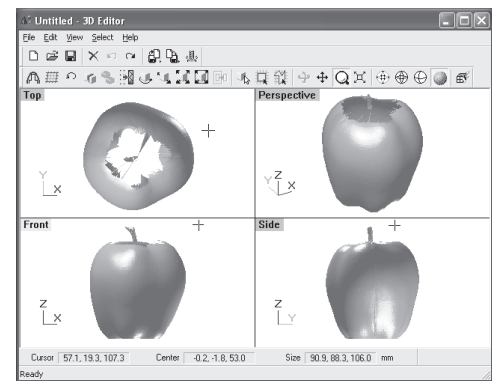 Untitled - 3D Editor
File Edit View Select Help
Top
Perspective
Y
X
Z
Y X
Front
Side
Z
X
Z
Y
Cursor 57.1, 19.3, 107.3 Center -0.2, -1.8, 53.0 Size 90.9, 88.3, 106.0 mm
Ready